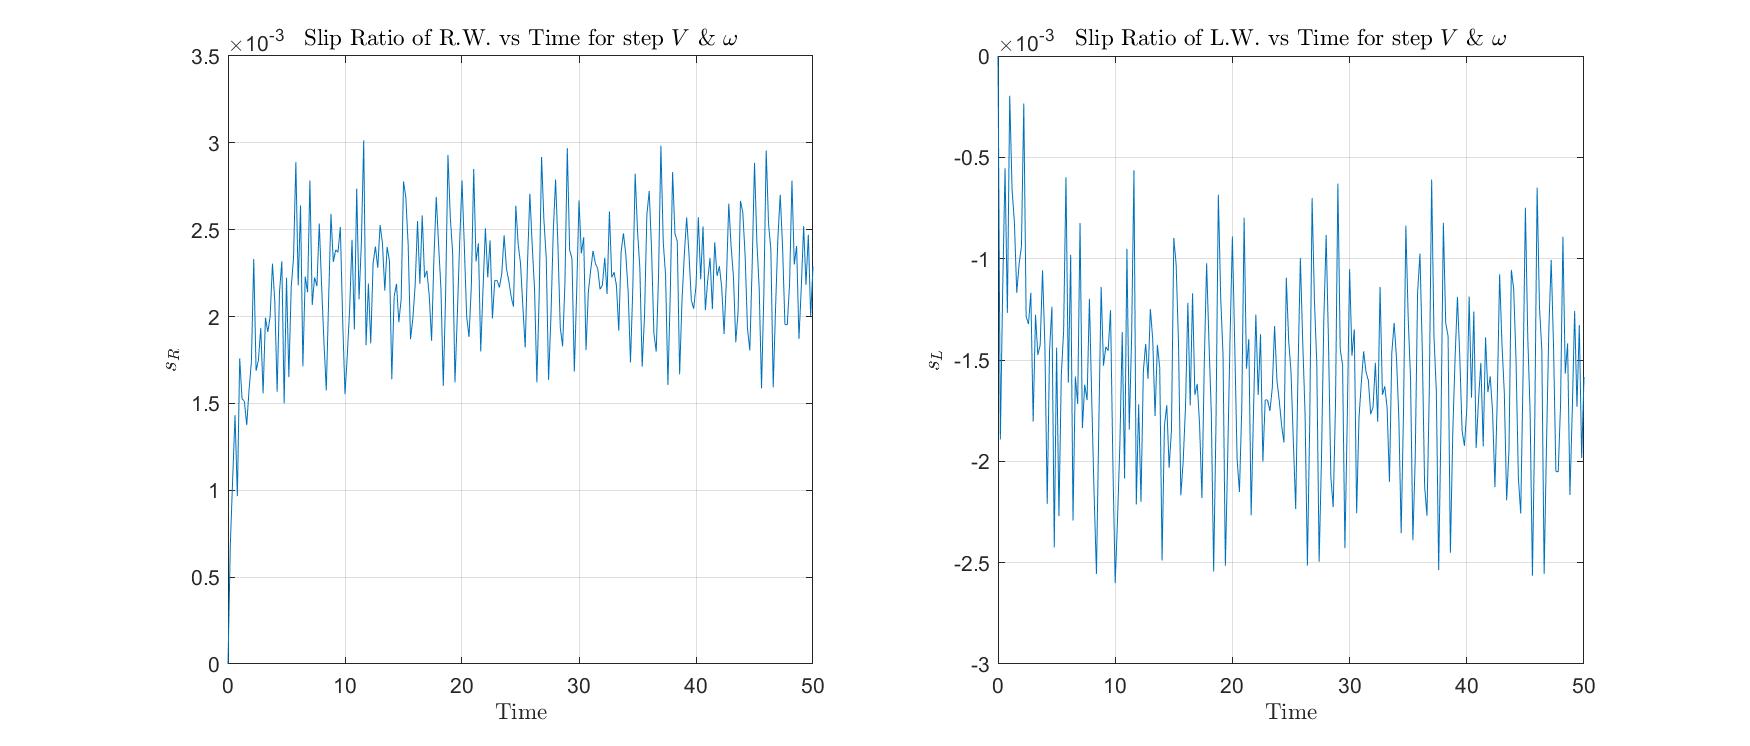 ×10-3 Slip Ratio of R.W. vs Time for step V & ω
3.5
3
2.5
2
1.5
1
0.5
0
sR
0 10 20 30 40 50
Time
×10-3 Slip Ratio of L.W. vs Time for step V & ω
0
-0.5
-1
-1.5
-2
-2.5
-3
sL
0 10 20 30 40 50
Time